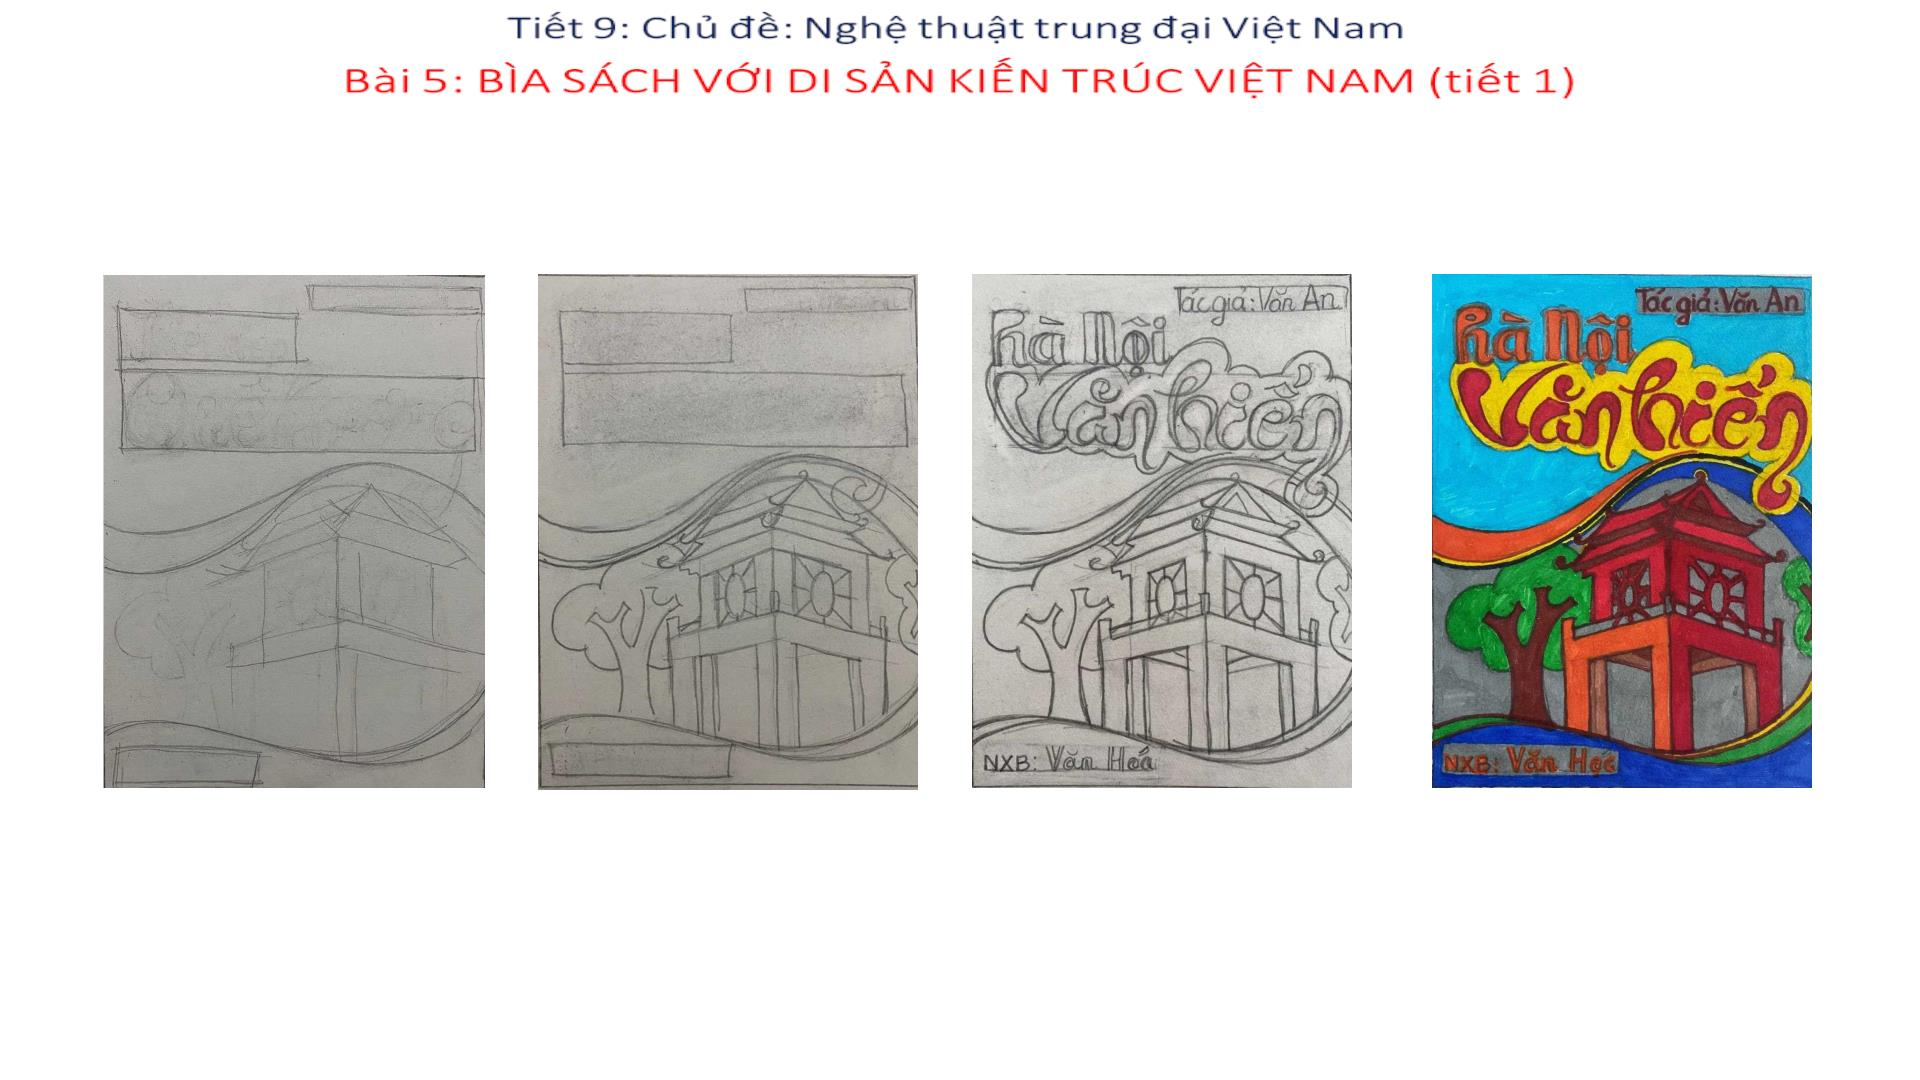 Tiết 9: Chủ đề: Nghệ thuật trung đại Việt Nam
Bài 5: BÌA SÁCH VỚI DI SẢN KIẾN TRÚC VIỆT NAM (tiết 1)
Tác giả: Văn An
Hà Nội
Văn hiến
NXB: Văn Hoá
Tác giả: Văn An
Hà Nội
Văn hiến
NXB: Văn Học